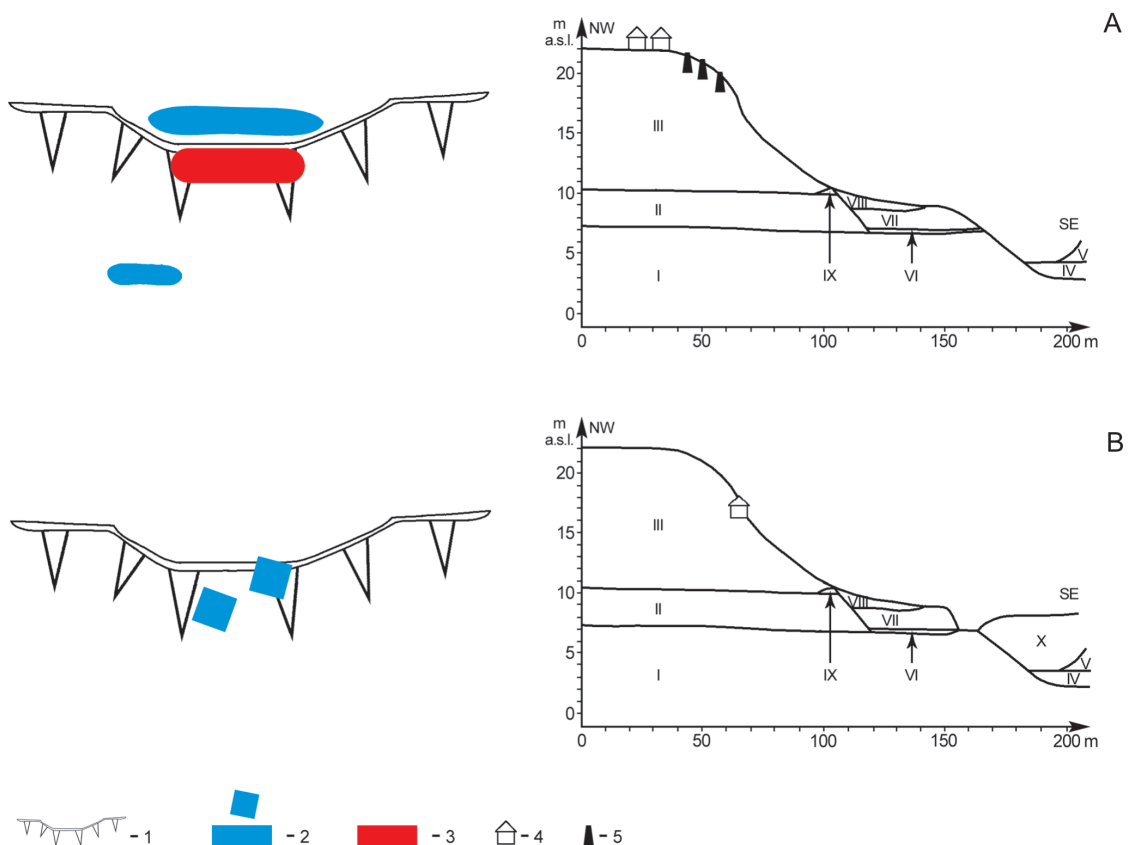 A
m NW
a.s.l.
20
15
III
10
VIII
II
VII
SE
5
V
IV
IX
VI
I
0
0 50 100 150 200 m
B
m NW
a.s.l.
20
15
III
10
VIII
SE
II
VII
X
5
V
IX
VI
IV
I
0
0 50 100 150 200 m
- 1 - 2 - 3 - 4 - 5